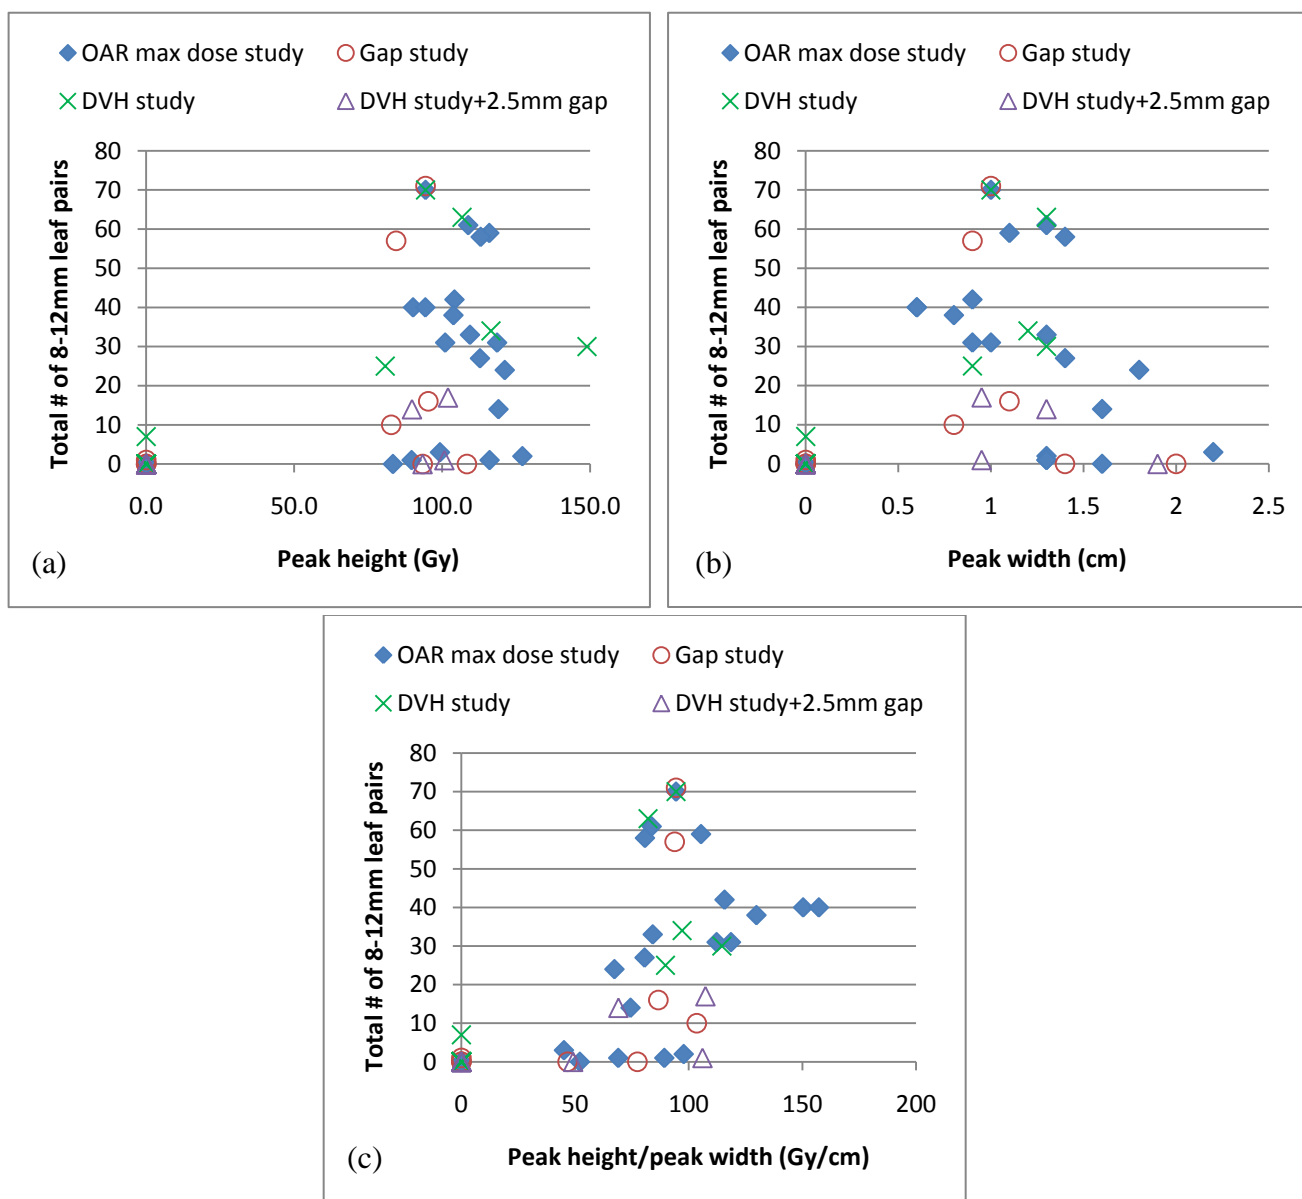 OAR max dose study Gap study
DVH study DVH study+2.5mm gap
Total # of 8-12mm leaf pairs
80
70
60
50
40
30
20
10
0
0.0 50.0 100.0 150.0
Peak height (Gy)
(a)
OAR max dose study Gap study
DVH study DVH study+2.5mm gap
Total # of 8-12mm leaf pairs
80
70
60
50
40
30
20
10
0
0 0.5 1 1.5 2 2.5
Peak width (cm)
(b)
OAR max dose study Gap study
DVH study DVH study+2.5mm gap
Total # of 8-12mm leaf pairs
80
70
60
50
40
30
20
10
0
0 50 100 150 200
Peak height/peak width (Gy/cm)
(c)